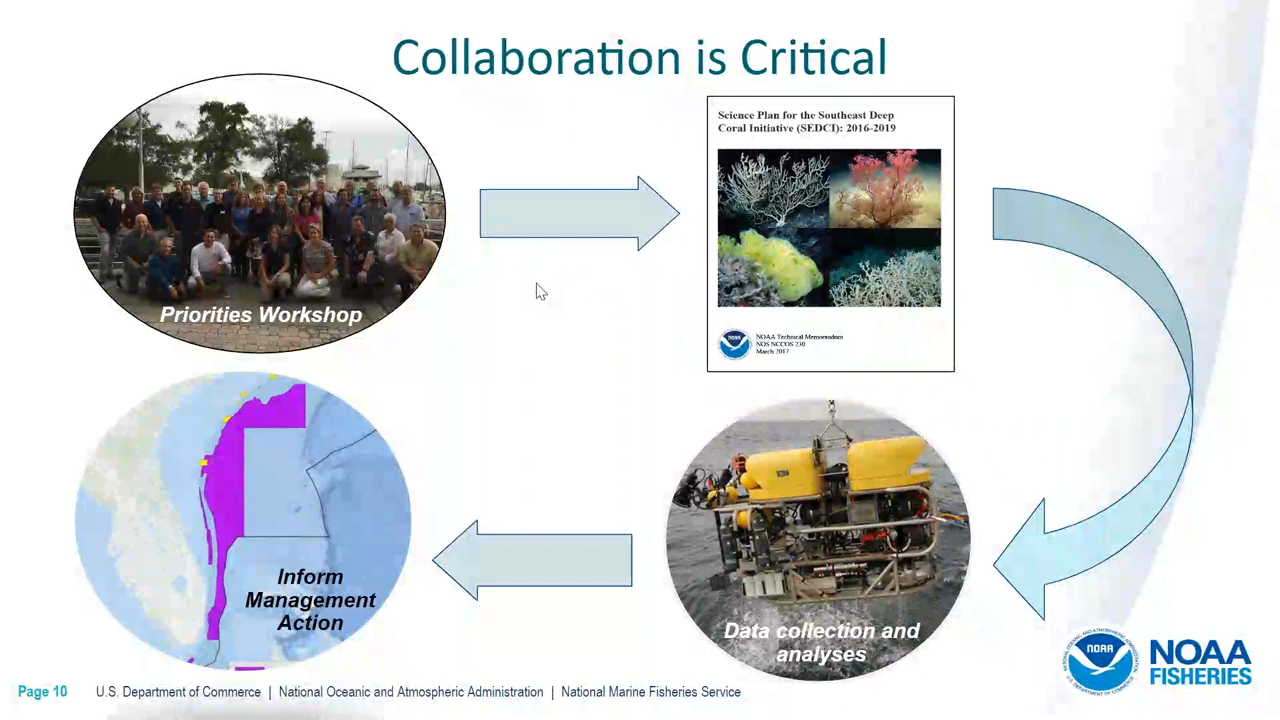 Collaboration is Critical
Priorities Workshop
Science Plan for the Southeast Deep
Coral Initiative (SEDCI): 2016-2019
NOAA Technical Memorandum
NOS NCCOS 230
March 2017
Inform
Management
Action
Data collection and
analyses
NOAA
NOAA
FISHERIES
Page 10
U.S. Department of Commerce | National Oceanic and Atmospheric Administration | National Marine Fisheries Service